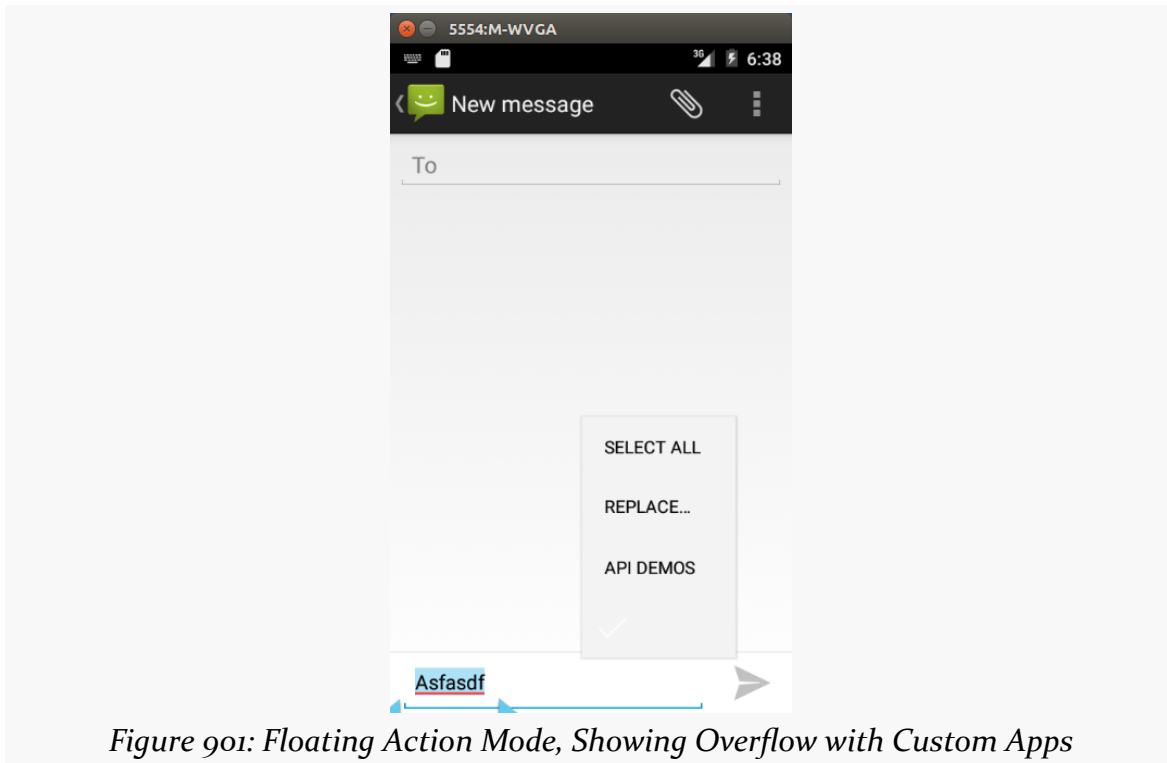 5554:M-WVGA
3G 6:38
New message
To
SELECT ALL
REPLACE...
API DEMOS
Asfasdf
Figure 901: Floating Action Mode, Showing Overflow with Custom Apps